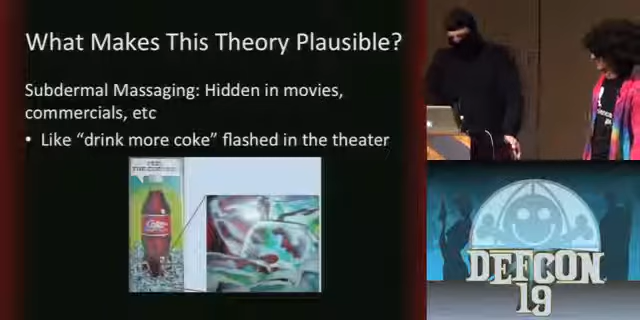 What Makes This Theory Plausible?
Subdermal Massaging: Hidden in movies,
commercials, etc
• Like "drink more coke" flashed in the theater
DEFCON
19